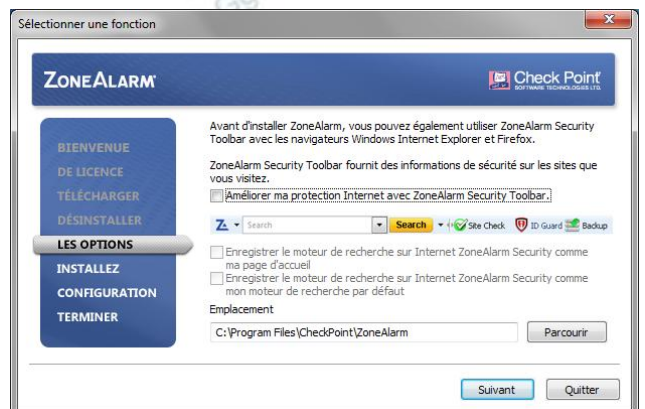 Sélectionner une fonction
ZONEALARM
Check Point
SOFTWARE TECHNOLOGIES LTD.
BIENVENUE
DE LICENCE
TÉLÉCHARGER
DÉSINSTALLER
LES OPTIONS
INSTALLEZ
CONFIGURATION
TERMINER
Avant d'installer ZoneAlarm, vous pouvez également utiliser ZoneAlarm Security
Toolbar avec les navigateurs Windows Internet Explorer et Firefox.
ZoneAlarm Security Toolbar fournit des informations de sécurité sur les sites que
vous visitez.
Améliorer ma protection Internet avec ZoneAlarm Security Toolbar.
Z Search Search Site Check ID Guard Backup
Enregistrer le moteur de recherche sur Internet ZoneAlarm Security comme
ma page d'accueil
Enregistrer le moteur de recherche sur Internet ZoneAlarm Security comme
mon moteur de recherche par défaut
Emplacement
C:\Program Files\CheckPoint\ZoneAlarm Parcourir
Suivant Quitter